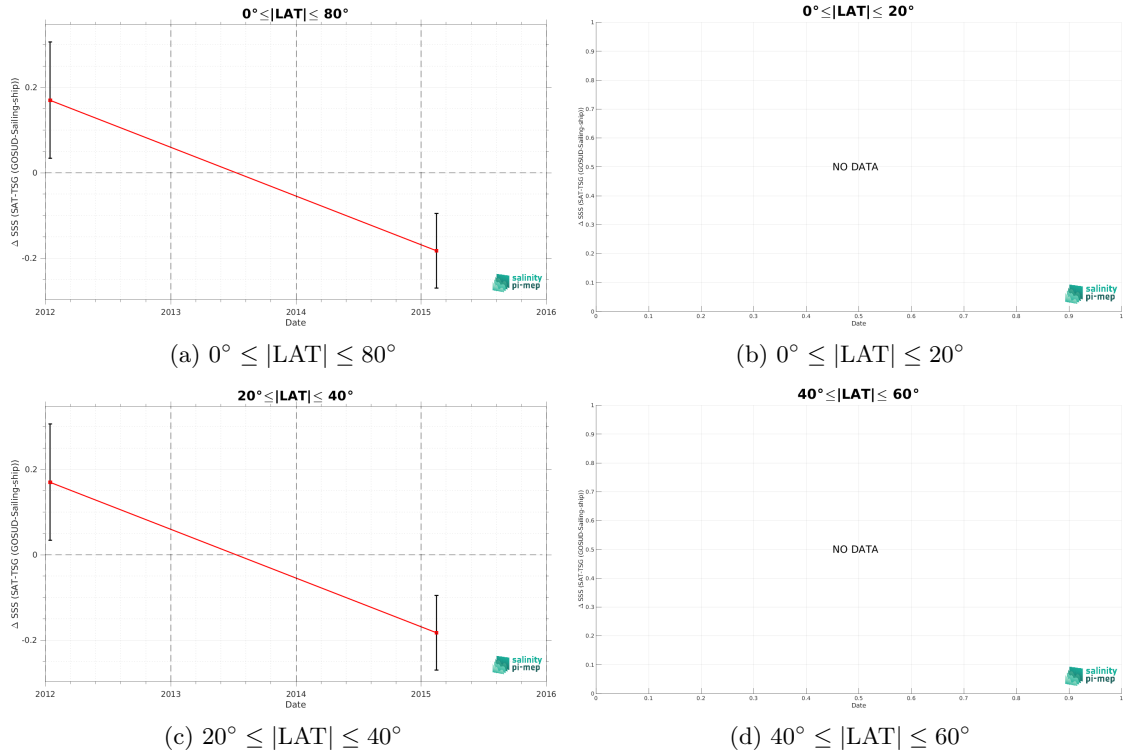 0°≤|LAT|≤ 80°
Δ SSS (SAT-TSG (GOSUD-Sailing-ship))
0.2
0
-0.2
2012 2013 2014 2015 2016
Date
salinity
pi-mep
(a) 0° ≤ |LAT| ≤ 80°
0°≤|LAT|≤ 20°
Δ SSS (SAT-TSG (GOSUD-Sailing-ship))
1
0.9
0.8
0.7
0.6
0.5
0.4
0.3
0.2
0.1
0
NO DATA
0 0.1 0.2 0.3 0.4 0.5 0.6 0.7 0.8 0.9 1
Date
salinity
pi-mep
(b) 0° ≤ |LAT| ≤ 20°
20°≤|LAT|≤ 40°
Δ SSS (SAT-TSG (GOSUD-Sailing-ship))
0.2
0
-0.2
2012 2013 2014 2015 2016
Date
salinity
pi-mep
(c) 20° ≤ |LAT| ≤ 40°
40°≤|LAT|≤ 60°
Δ SSS (SAT-TSG (GOSUD-Sailing-ship))
1
0.9
0.8
0.7
0.6
0.5
0.4
0.3
0.2
0.1
0
NO DATA
0 0.1 0.2 0.3 0.4 0.5 0.6 0.7 0.8 0.9 1
Date
salinity
pi-mep
(d) 40° ≤ |LAT| ≤ 60°